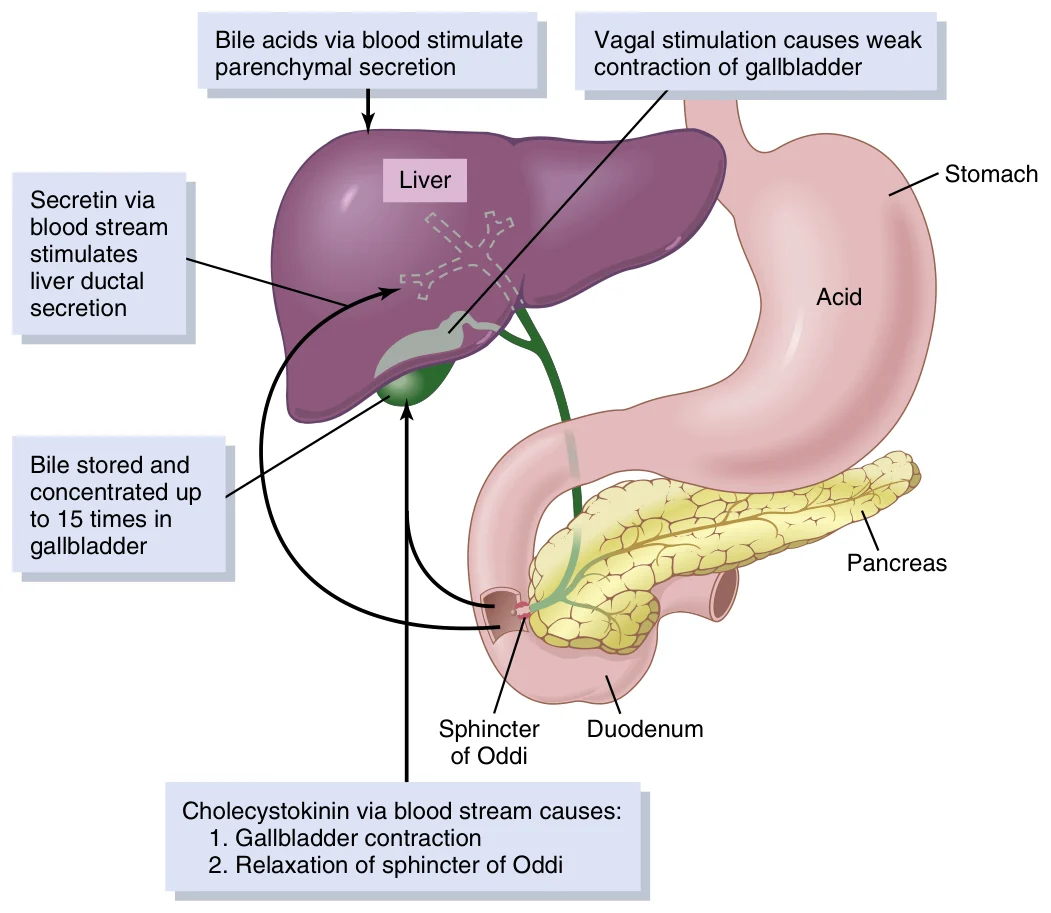 Bile acids via blood stimulate
parenchymal secretion
Vagal stimulation causes weak
contraction of gallbladder
Stomach
Liver
Secretin via
blood stream
stimulates
liver ductal
secretion
Acid
Bile stored and
concentrated up
to 15 times in
gallbladder
Pancreas
Sphincter
of Oddi
Duodenum
Cholecystokinin via blood stream causes:
1. Gallbladder contraction
2. Relaxation of sphincter of Oddi